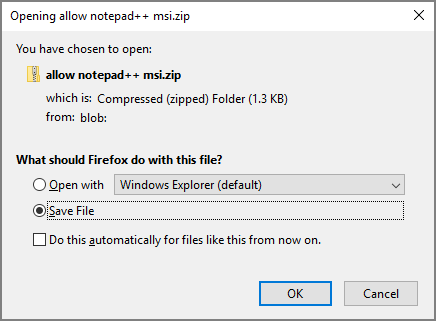 Opening allow notepad++ msi.zip
You have chosen to open:
allow notepad++ msi.zip
which is: Compressed (zipped) Folder (1.3 KB)
from: blob:
What should Firefox do with this file?
Open with Windows Explorer (default)
Save File
Do this automatically for files like this from now on.
OK Cancel